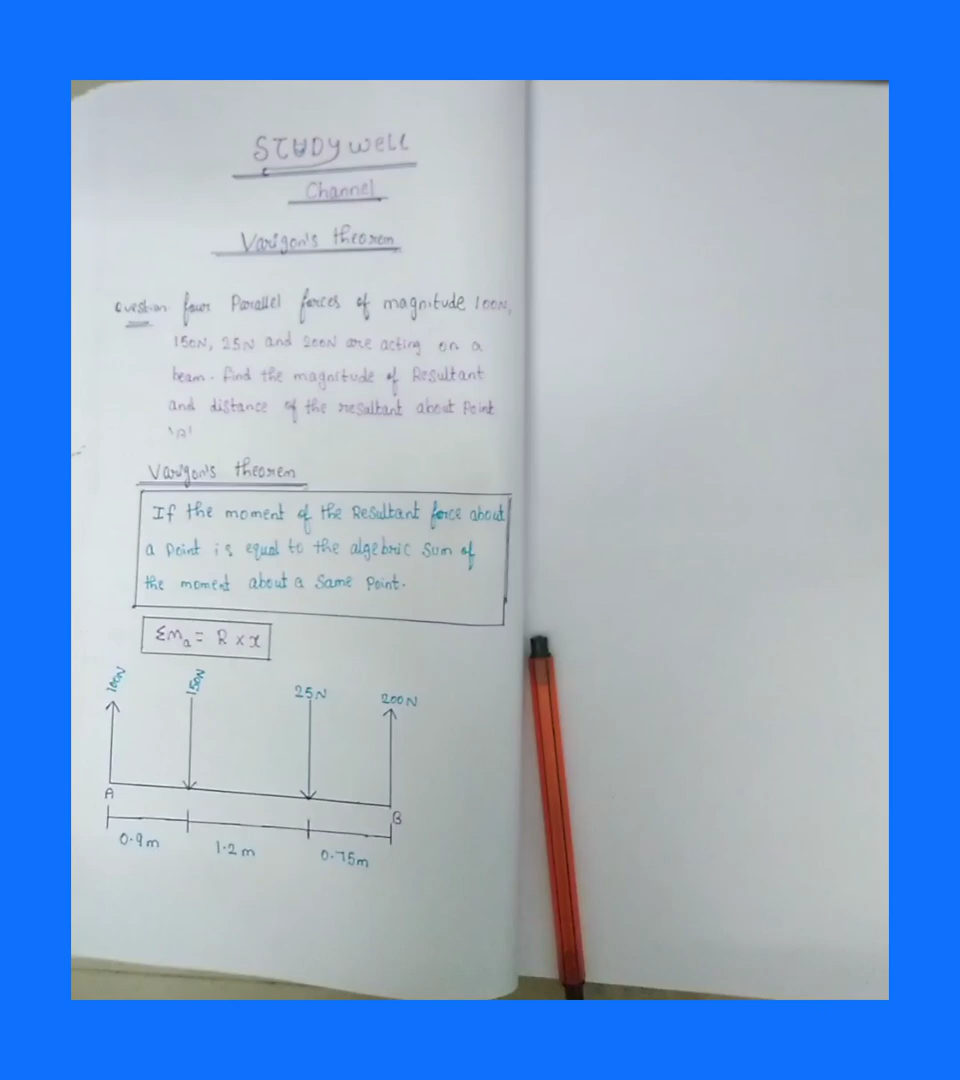 STUDY well
Channel
Varigon's theorem
Question four Parallel forces of magnitude 100N,
150N, 25N and 200N are acting on a
beam. find the magnitude of Resultant
and distance of the resultant about Point
'A'
Varigon's theorem
If the moment of the Resultant force about
a Point is equal to the algebric sum of
the moment about a Same Point.
ΣMa = R × x
100N 150N 25N 200N
A B
0.9m 1.2m 0.75m